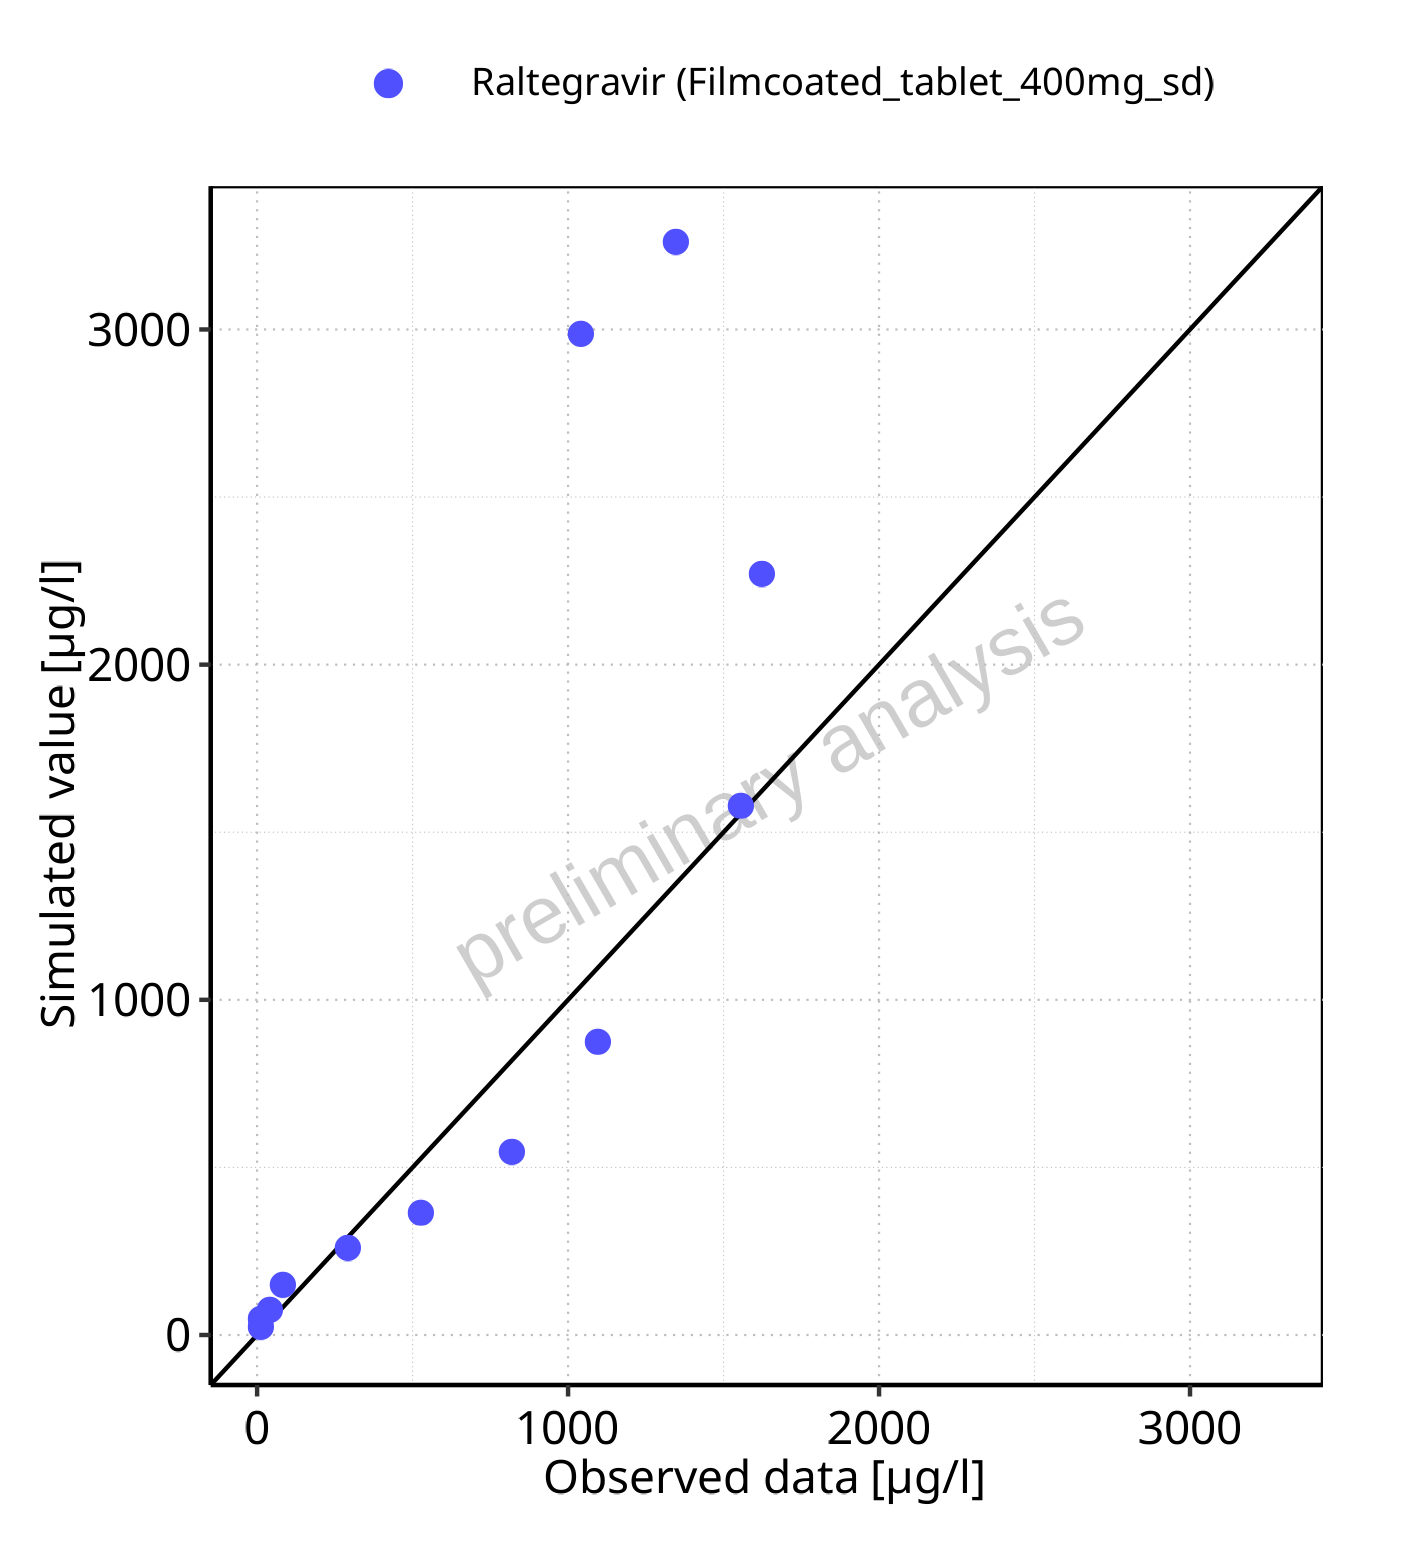 Raltegravir (Filmcoated_tablet_400mg_sd)
3000
2000
1000
0
Simulated value [µg/l]
preliminary analysis
0 1000 2000 3000
Observed data [µg/l]